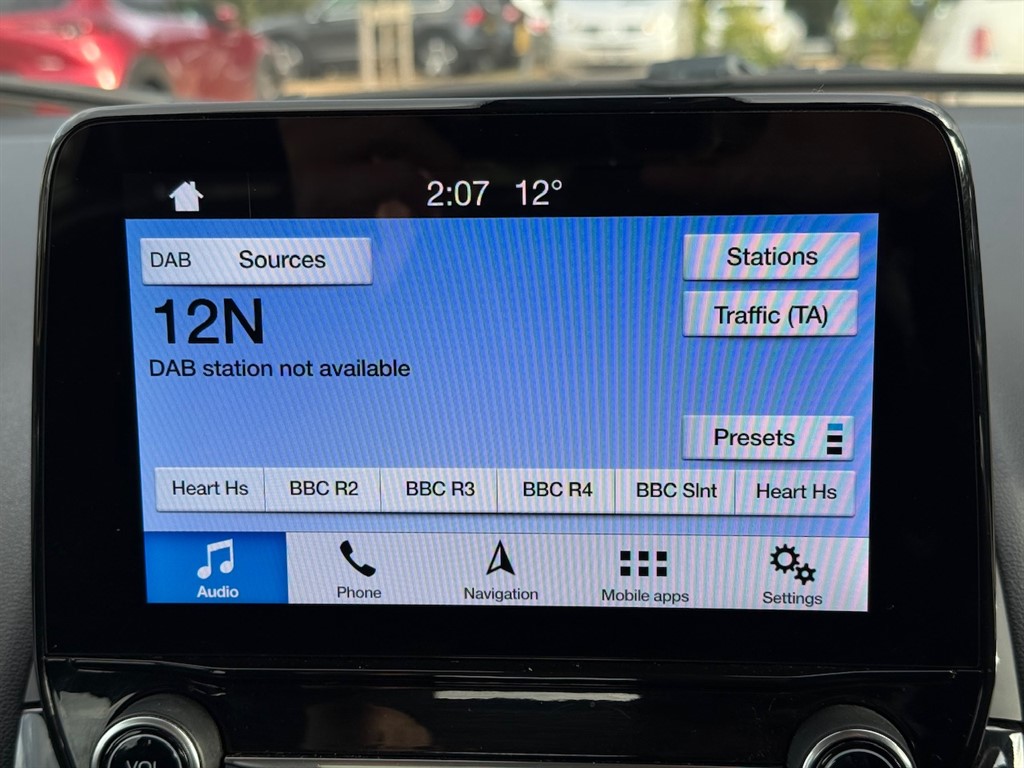 2:07 12°
DAB Sources
Stations
12N
Traffic (TA)
DAB station not available
Presets
Heart Hs BBC R2 BBC R3 BBC R4 BBC Slnt Heart Hs
Audio Phone Navigation Mobile apps Settings
VOL